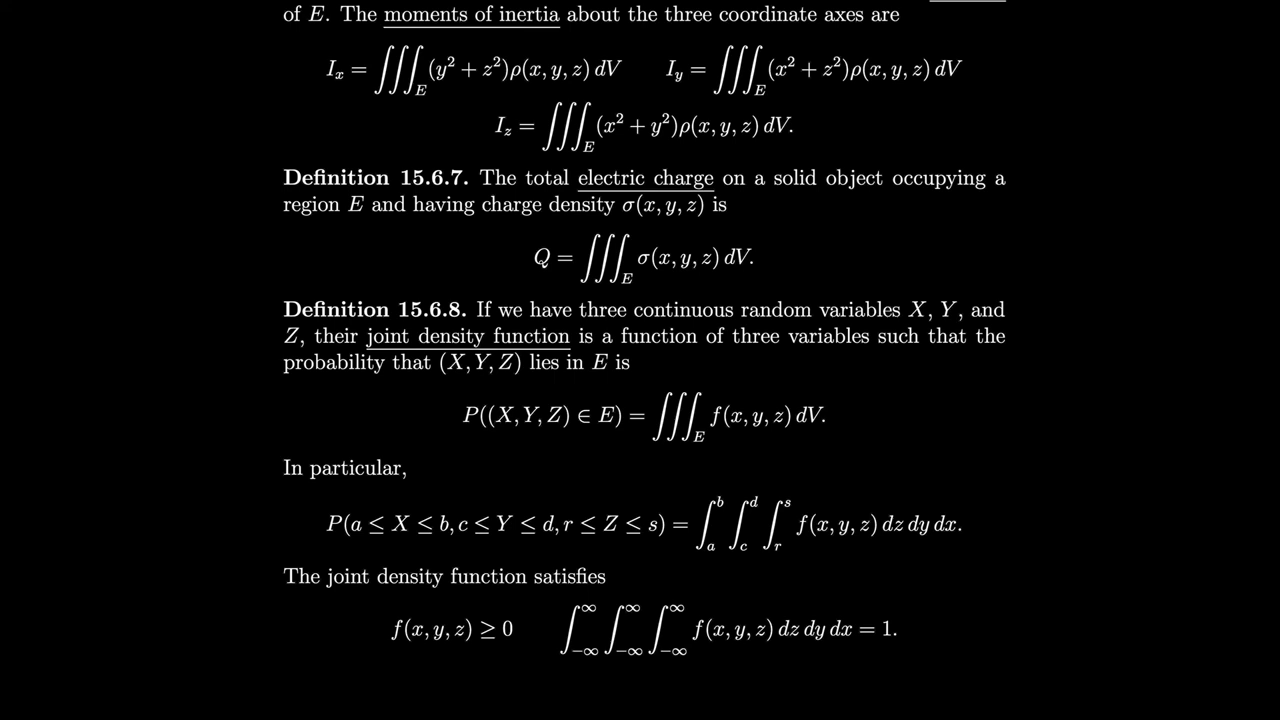 of E. The moments of inertia about the three coordinate axes are
I_x = ∭_E (y² + z²)ρ(x, y, z) dV I_y = ∭_E (x² + z²)ρ(x, y, z) dV
I_z = ∭_E (x² + y²)ρ(x, y, z) dV.
Definition 15.6.7. The total electric charge on a solid object occupying a
region E and having charge density σ(x, y, z) is
Q = ∭_E σ(x, y, z) dV.
Definition 15.6.8. If we have three continuous random variables X, Y, and
Z, their joint density function is a function of three variables such that the
probability that (X, Y, Z) lies in E is
P((X, Y, Z) ∈ E) = ∭_E f(x, y, z) dV.
In particular,
P(a ≤ X ≤ b, c ≤ Y ≤ d, r ≤ Z ≤ s) = ∫_a^b ∫_c^d ∫_r^s f(x, y, z) dz dy dx.
The joint density function satisfies
f(x, y, z) ≥ 0 ∫_{-∞}^∞ ∫_{-∞}^∞ ∫_{-∞}^∞ f(x, y, z) dz dy dx = 1.